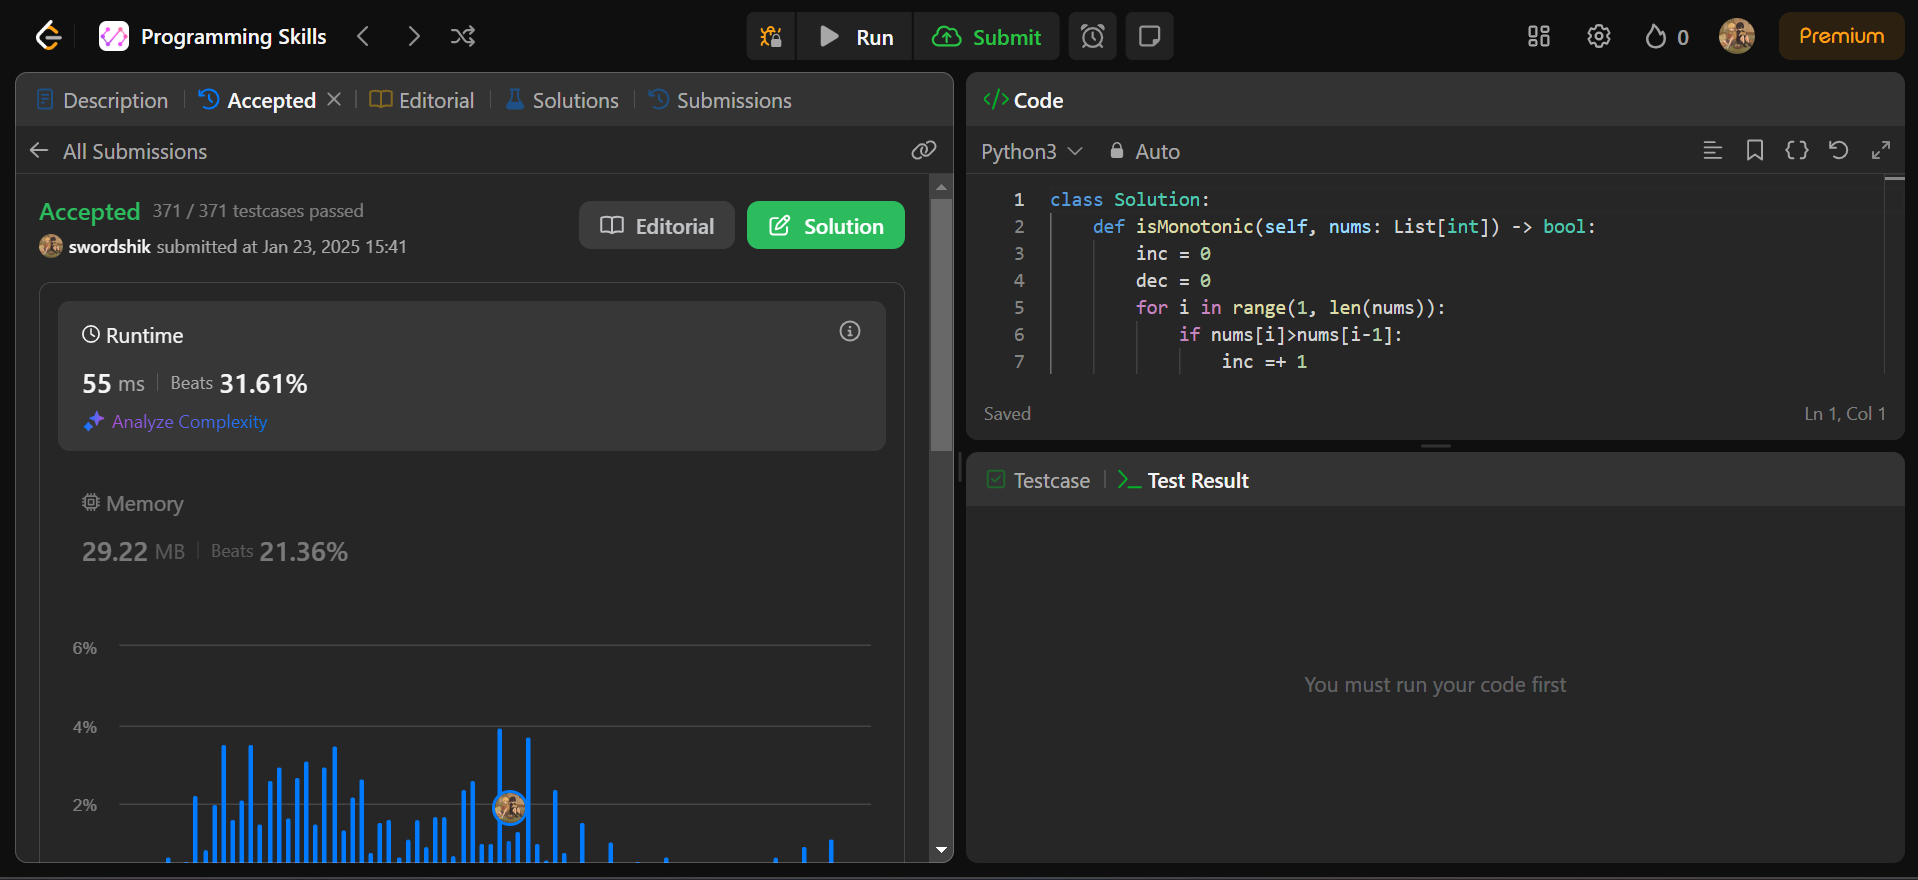 Programming Skills
Run
Submit
0
Premium
Description
Accepted
Editorial
Solutions
Submissions
All Submissions
Accepted 371 / 371 testcases passed
swordshik submitted at Jan 23, 2025 15:41
Editorial
Solution
Runtime
55 ms Beats 31.61%
Analyze Complexity
Memory
29.22 MB Beats 21.36%
6%
4%
2%
</> Code
Python3
Auto
1 class Solution:
2 def isMonotonic(self, nums: List[int]) -> bool:
3 inc = 0
4 dec = 0
5 for i in range(1, len(nums)):
6 if nums[i]>nums[i-1]:
7 inc =+ 1
Saved
Ln 1, Col 1
Testcase
Test Result
You must run your code first